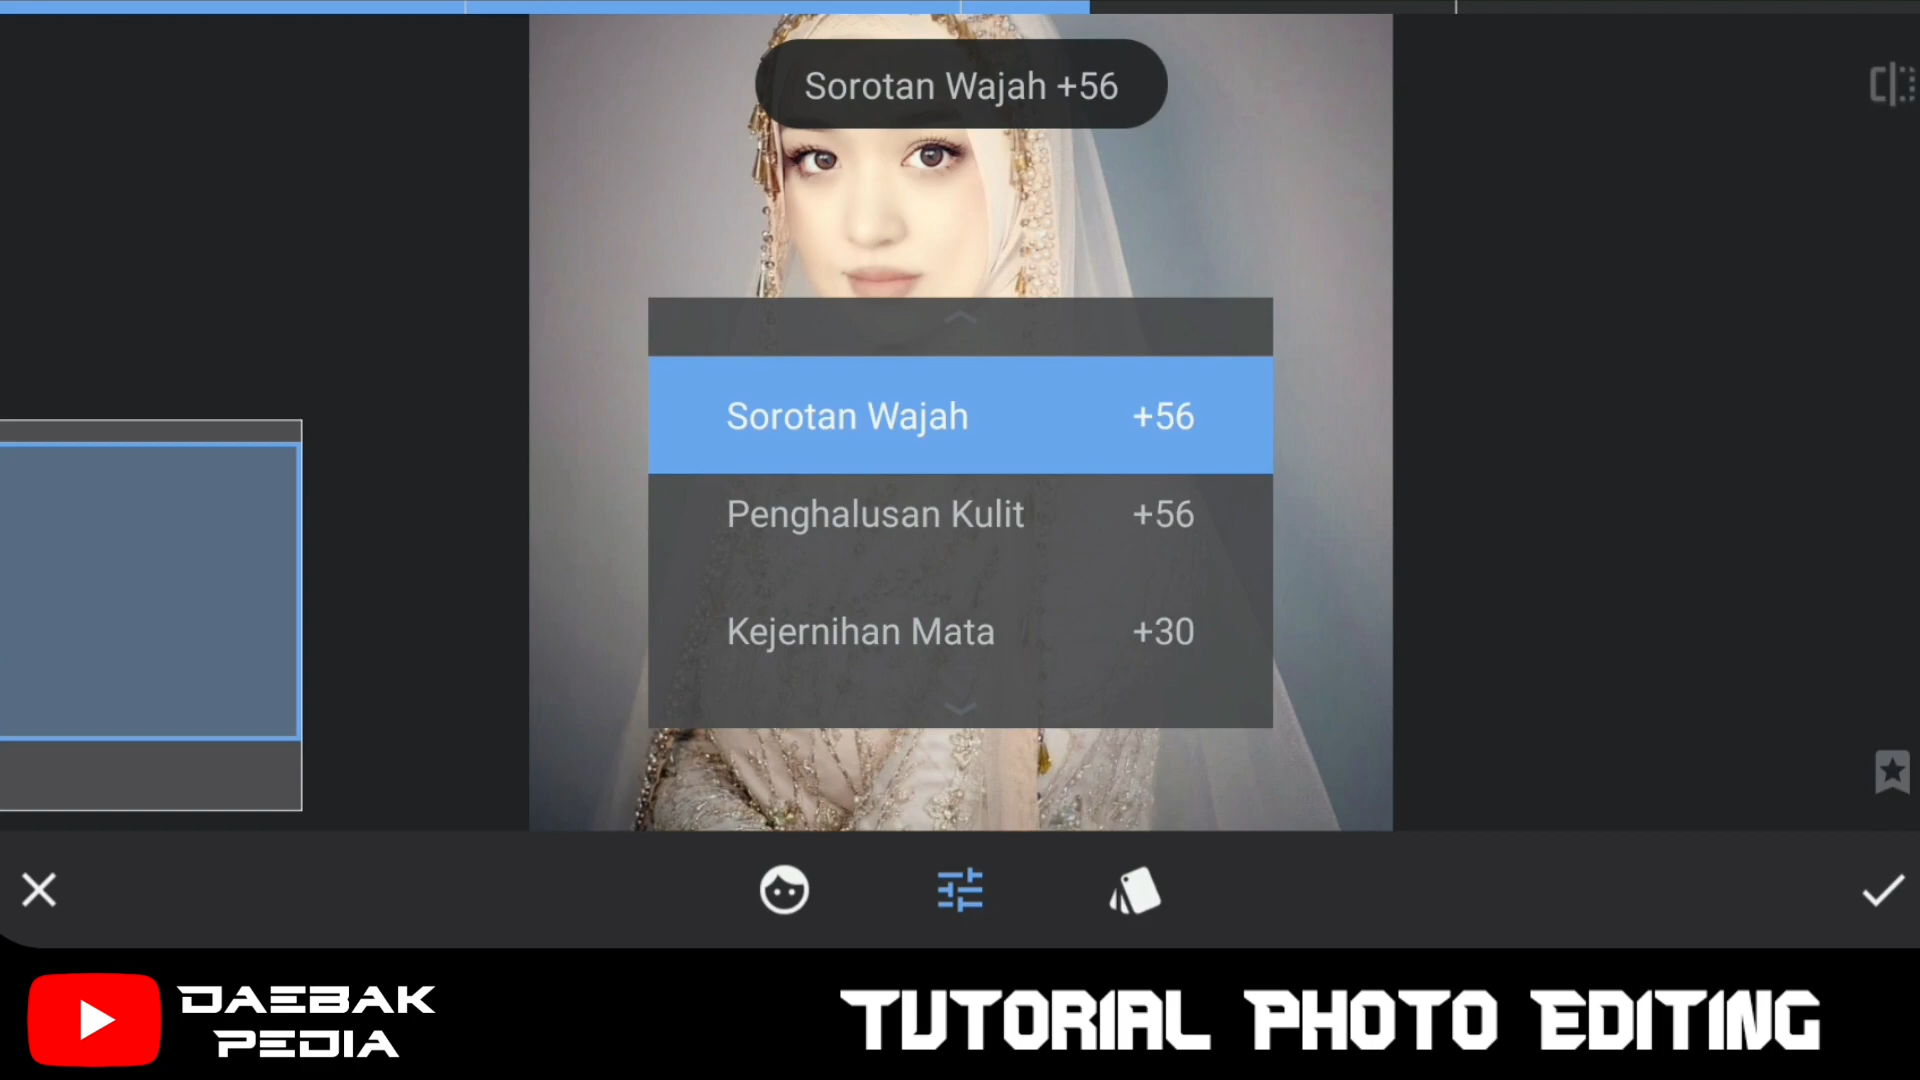 Sorotan Wajah +56
Sorotan Wajah +56
Penghalusan Kulit +56
Kejernihan Mata +30
DAEBAK
PEDIA
TUTORIAL PHOTO EDITING